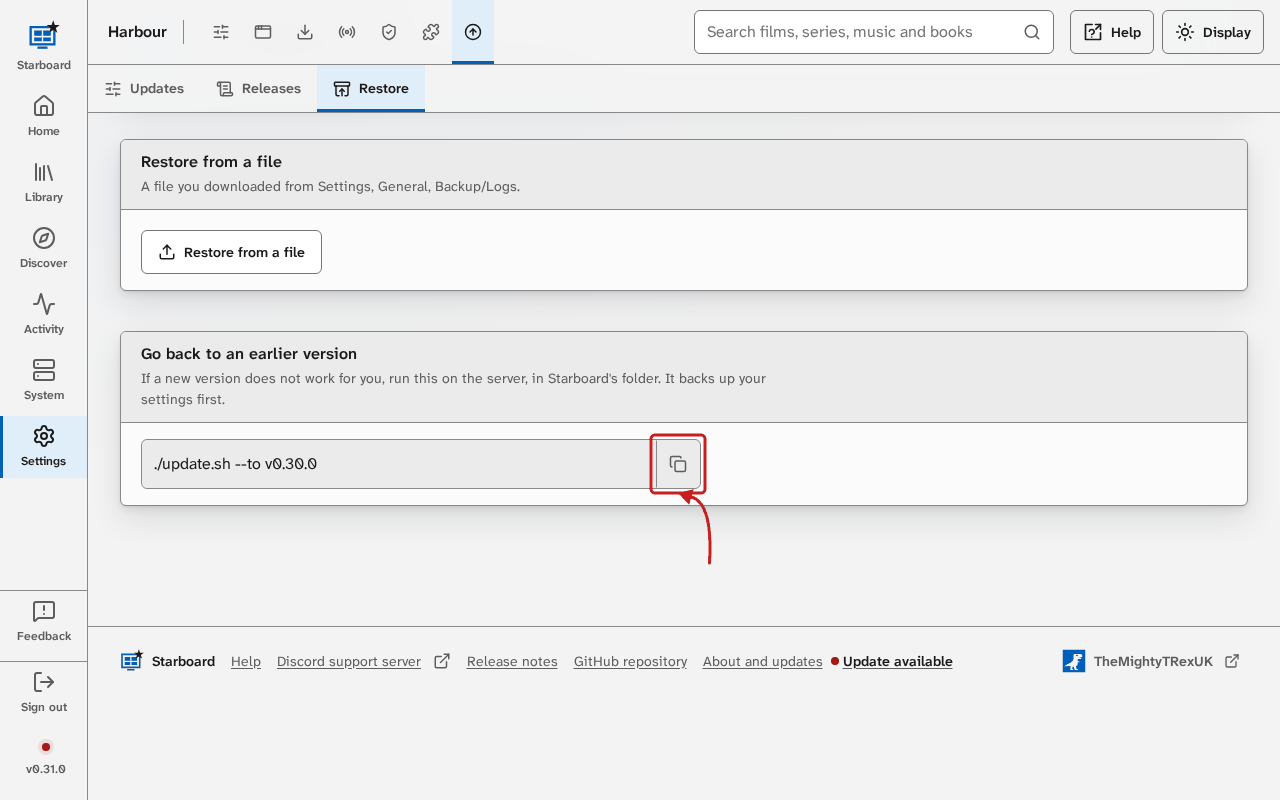 Starboard
Home
Library
Discover
Activity
System
Settings
Feedback
Sign out
v0.31.0
Harbour
Search films, series, music and books
Help
Display
Updates
Releases
Restore
Restore from a file
A file you downloaded from Settings, General, Backup/Logs.
Restore from a file
Go back to an earlier version
If a new version does not work for you, run this on the server, in Starboard's folder. It backs up your
settings first.
./update.sh --to v0.30.0
Starboard Help Discord support server Release notes GitHub repository About and updates Update available TheMightyTRexUK